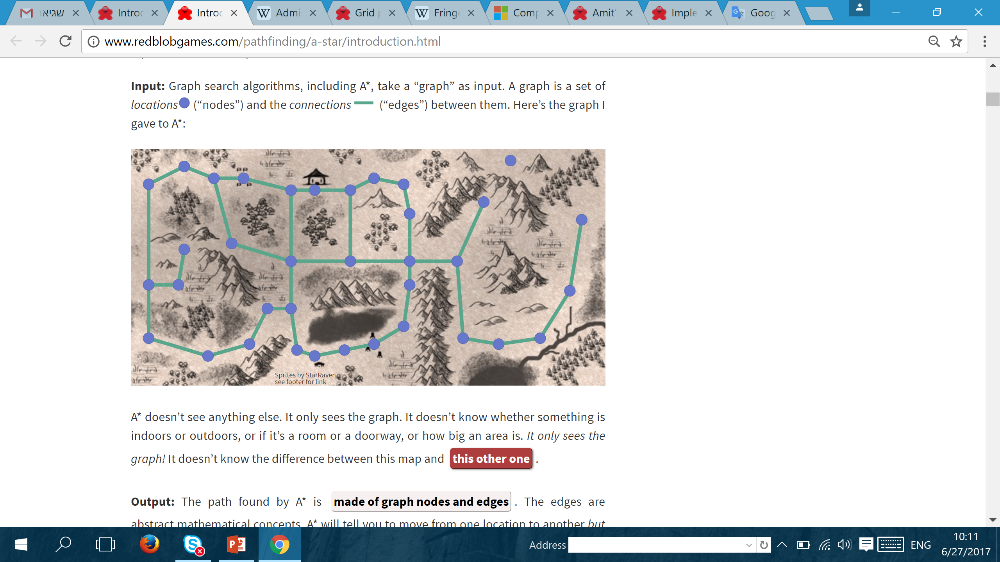 שגיאר
Introc
Introc
W Admi
Grid p
W Fringe
Comp
Amit'
Imple
Goog
www.redblobgames.com/pathfinding/a-star/introduction.html
Input: Graph search algorithms, including A*, take a “graph” as input. A graph is a set of
locations (“nodes”) and the connections (“edges”) between them. Here’s the graph I
gave to A*:
Sprites by StarRaven
see footer for link
A* doesn’t see anything else. It only sees the graph. It doesn’t know whether something is
indoors or outdoors, or if it’s a room or a doorway, or how big an area is. It only sees the
graph! It doesn’t know the difference between this map and this other one .
Output: The path found by A* is made of graph nodes and edges . The edges are
abstract mathematical concepts. A* will tell you to move from one location to another but
Address
ENG
10:11
6/27/2017